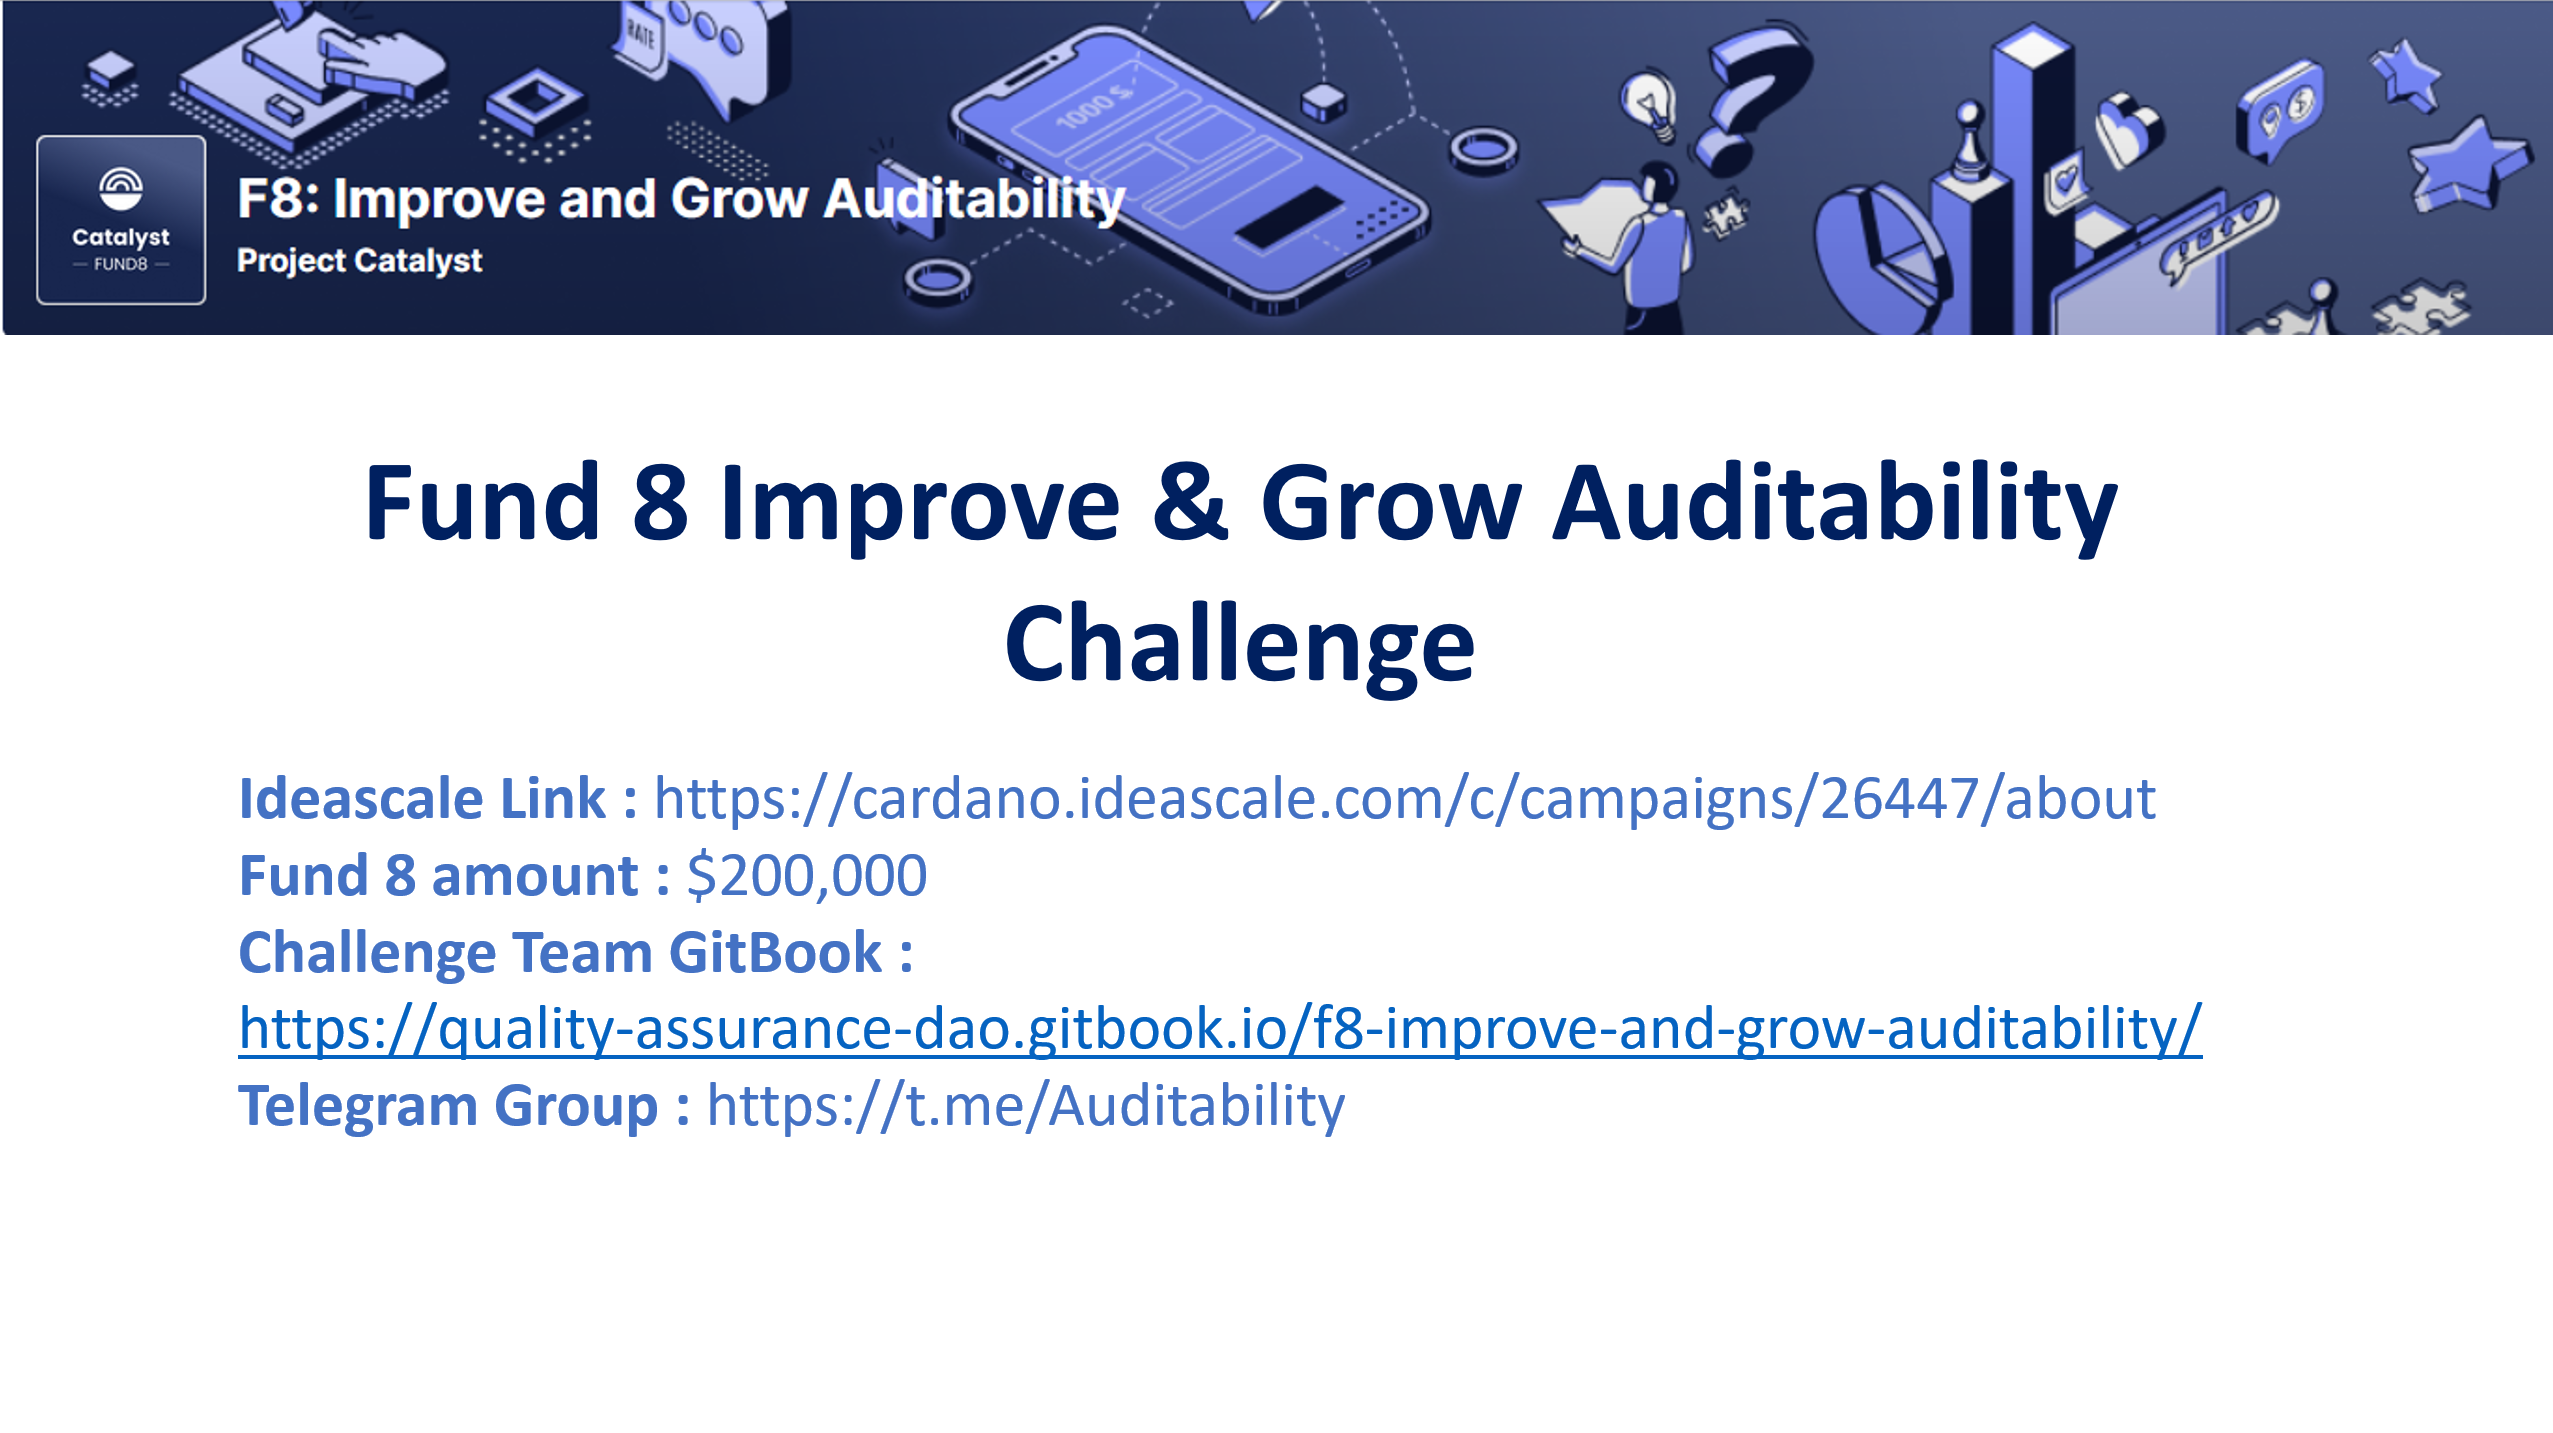 RATE
1000 $
F8: Improve and Grow Auditability
Catalyst
— FUND8 —
Project Catalyst
Fund 8 Improve & Grow Auditability
Challenge
Ideascale Link : https://cardano.ideascale.com/c/campaigns/26447/about
Fund 8 amount : $200,000
Challenge Team GitBook :
https://quality-assurance-dao.gitbook.io/f8-improve-and-grow-auditability/
Telegram Group : https://t.me/Auditability